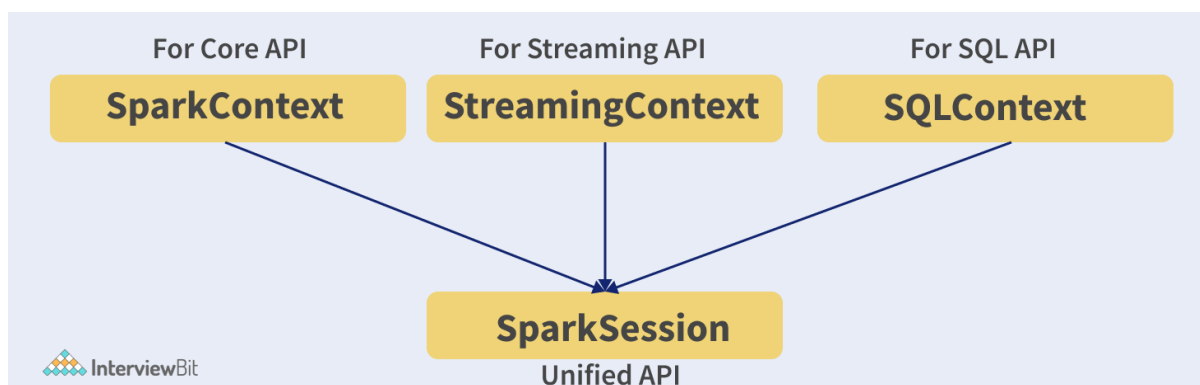 For Core API
For Streaming API
For SQL API
SparkContext
StreamingContext
SQLContext
SparkSession
Unified API
InterviewBit